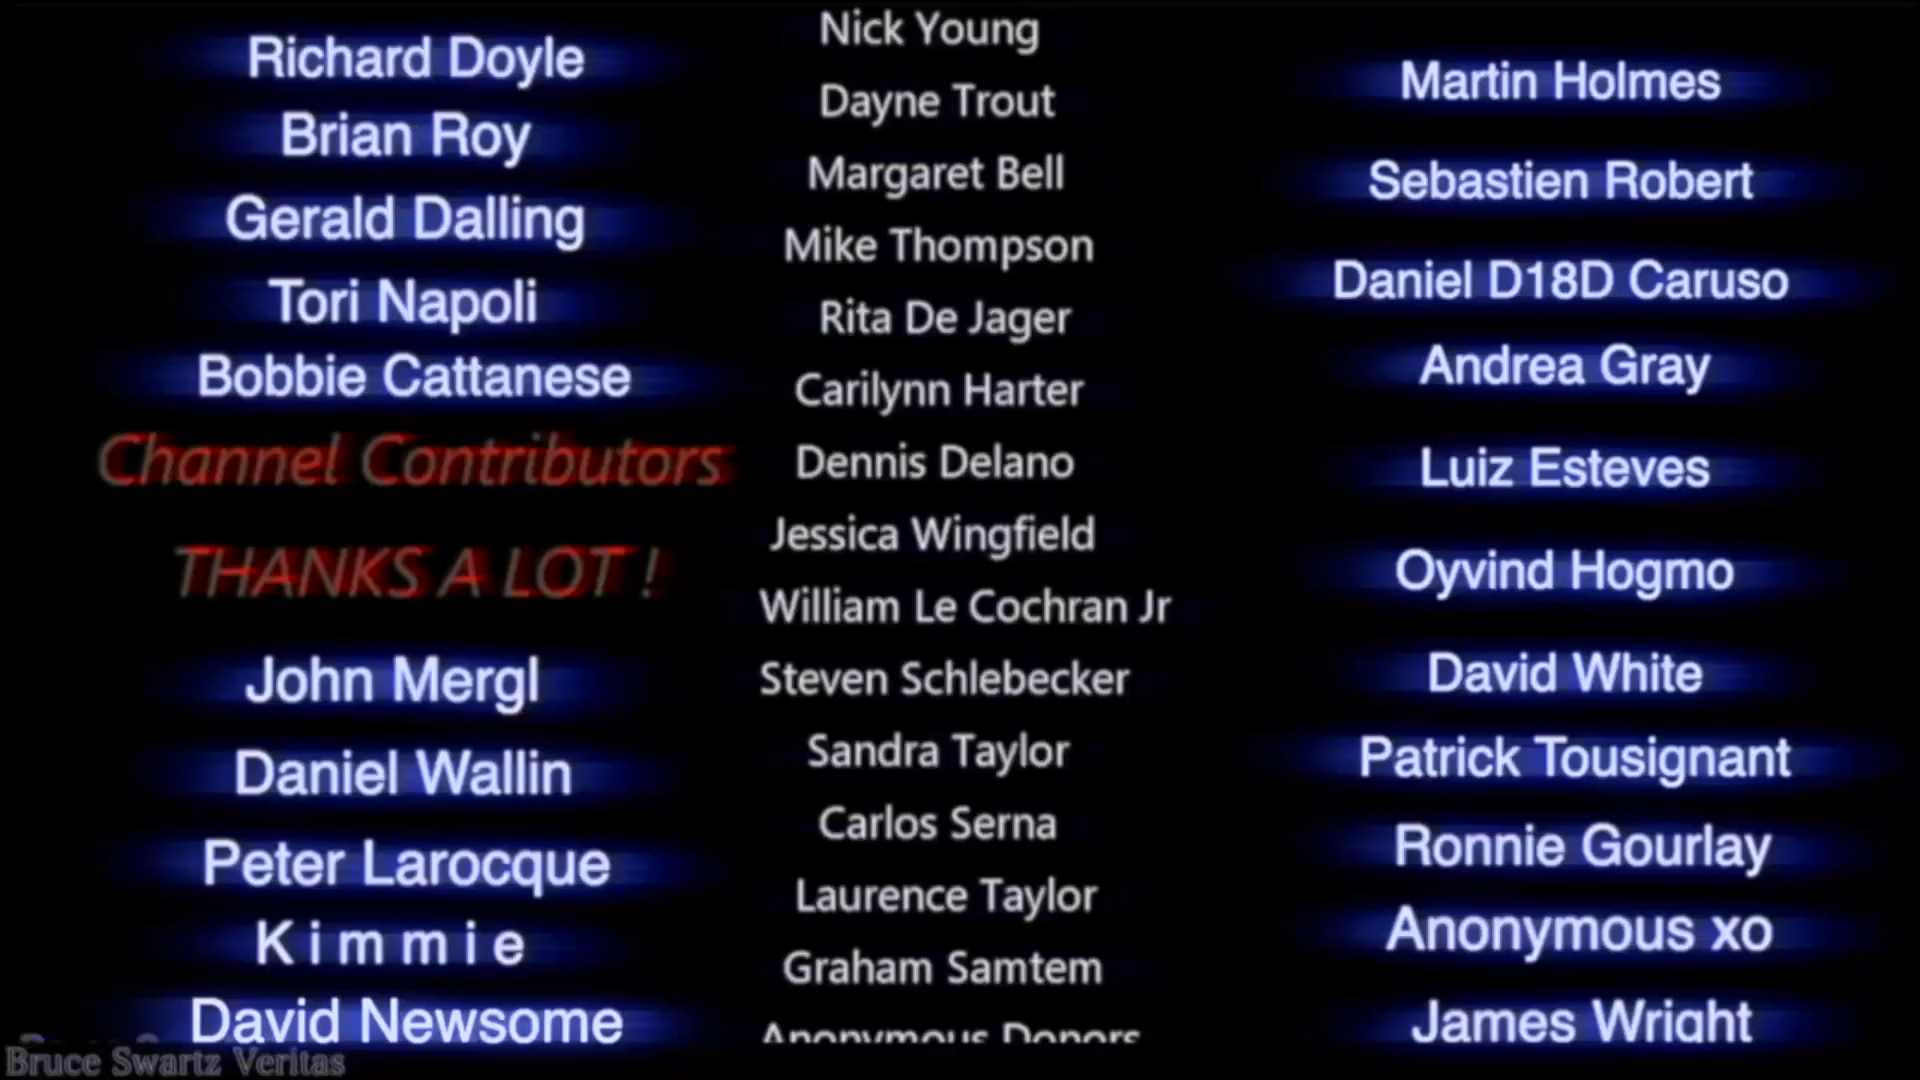 Richard Doyle
Brian Roy
Gerald Dalling
Tori Napoli
Bobbie Cattanese
Channel Contributors
THANKS A LOT !
John Mergl
Daniel Wallin
Peter Larocque
K i m m i e
David Newsome
Bruce Swartz Veritas
Nick Young
Dayne Trout
Margaret Bell
Mike Thompson
Rita De Jager
Carilynn Harter
Dennis Delano
Jessica Wingfield
William Le Cochran Jr
Steven Schlebecker
Sandra Taylor
Carlos Serna
Laurence Taylor
Graham Samtem
Anonymous Donors
Martin Holmes
Sebastien Robert
Daniel D18D Caruso
Andrea Gray
Luiz Esteves
Oyvind Hogmo
David White
Patrick Tousignant
Ronnie Gourlay
Anonymous xo
James Wright